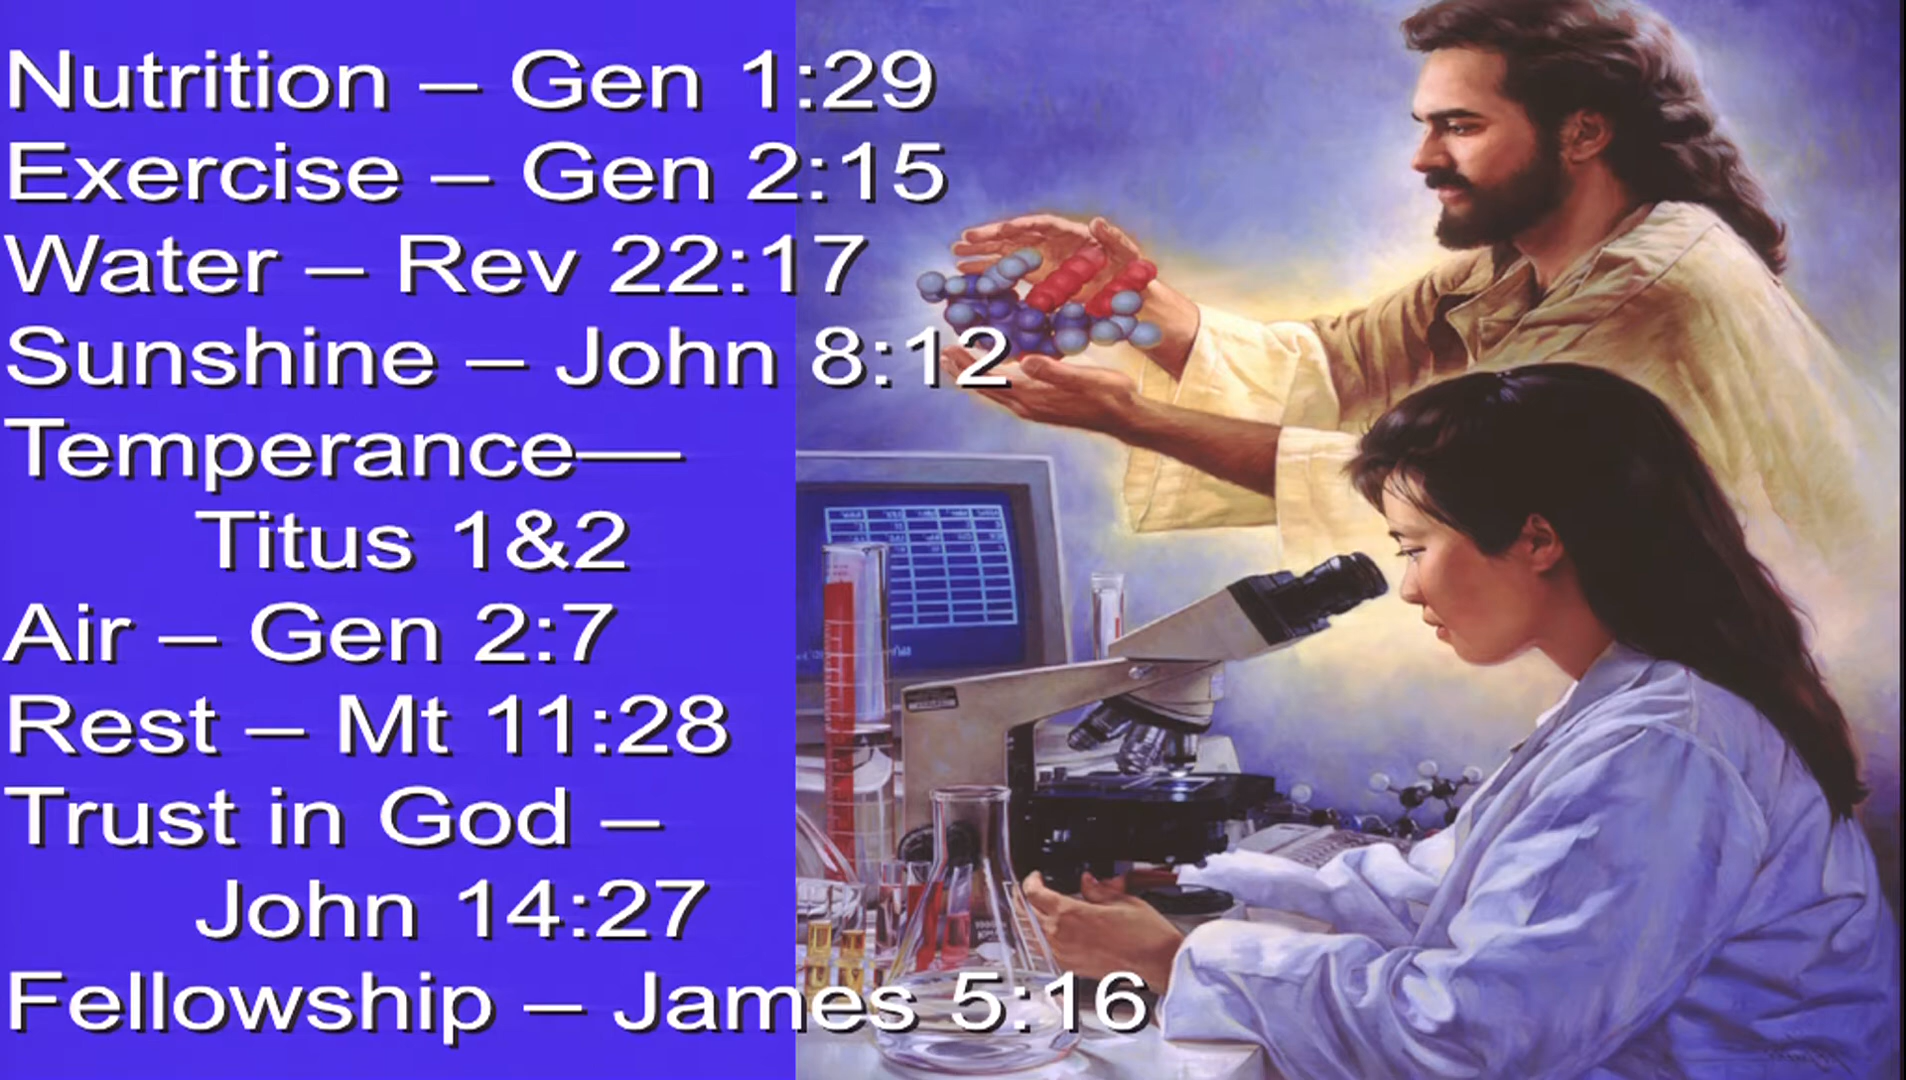 Nutrition – Gen 1:29
Exercise – Gen 2:15
Water – Rev 22:17
Sunshine – John 8:12
Temperance—
Titus 1&2
Air – Gen 2:7
Rest – Mt 11:28
Trust in God –
John 14:27
Fellowship – James 5:16